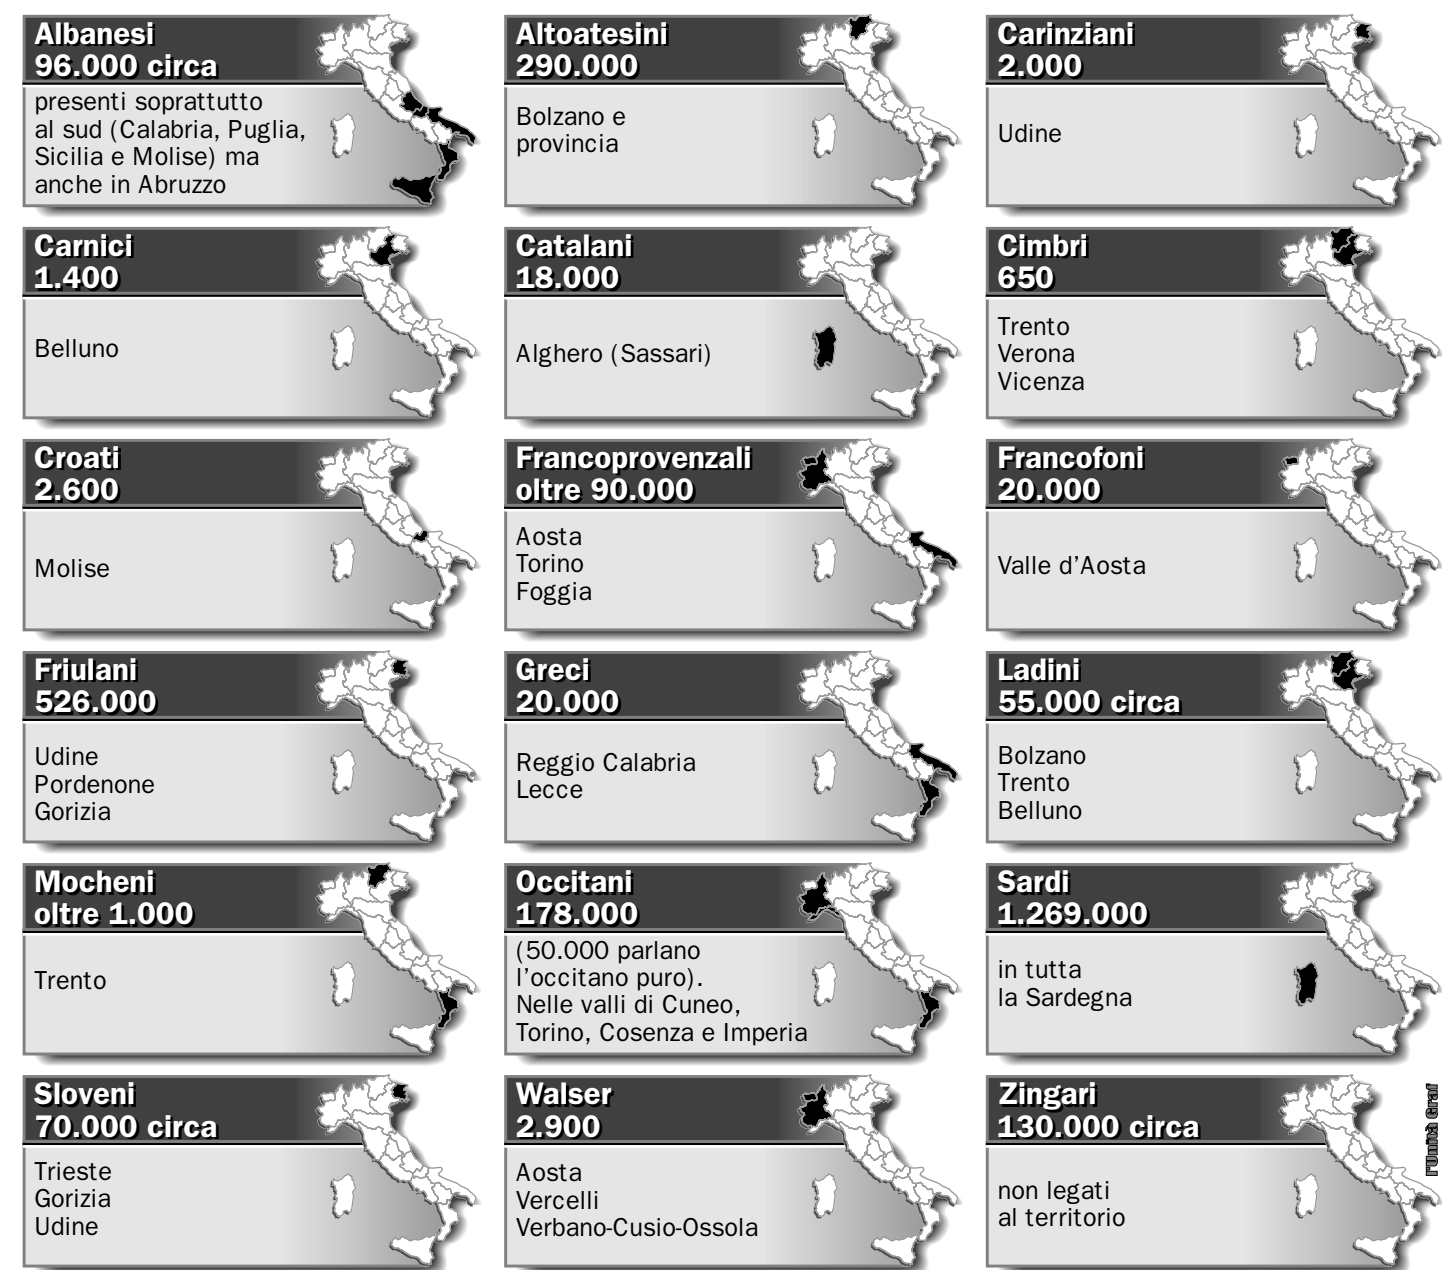 Albanesi
96.000 circa
presenti soprattutto
al sud (Calabria, Puglia,
Sicilia e Molise) ma
anche in Abruzzo
Altoatesini
290.000
Bolzano e
provincia
Carinziani
2.000
Udine
Carnici
1.400
Belluno
Catalani
18.000
Alghero (Sassari)
Cimbri
650
Trento
Verona
Vicenza
Croati
2.600
Molise
Francoprovenzali
oltre 90.000
Aosta
Torino
Foggia
Francofoni
20.000
Valle d’Aosta
Friulani
526.000
Udine
Pordenone
Gorizia
Greci
20.000
Reggio Calabria
Lecce
Ladini
55.000 circa
Bolzano
Trento
Belluno
Mocheni
oltre 1.000
Trento
Occitani
178.000
(50.000 parlano
l’occitano puro).
Nelle valli di Cuneo,
Torino, Cosenza e Imperia
Sardi
1.269.000
in tutta
la Sardegna
Sloveni
70.000 circa
Trieste
Gorizia
Udine
Walser
2.900
Aosta
Vercelli
Verbano-Cusio-Ossola
Zingari
130.000 circa
non legati
al territorio
l'Unità Graf